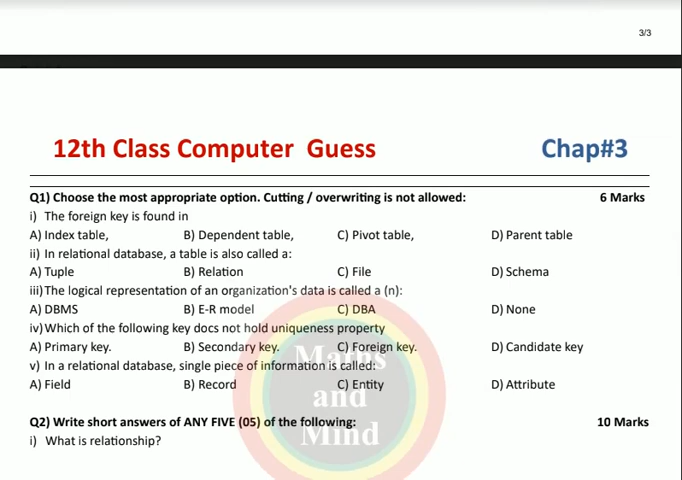 3/3
12th Class Computer Guess Chap#3
Q1) Choose the most appropriate option. Cutting / overwriting is not allowed: 6 Marks
i) The foreign key is found in
A) Index table, B) Dependent table, C) Pivot table, D) Parent table
ii) In relational database, a table is also called a:
A) Tuple B) Relation C) File D) Schema
iii) The logical representation of an organization's data is called a (n):
A) DBMS B) E-R model C) DBA D) None
iv) Which of the following key docs not hold uniqueness property
A) Primary key. B) Secondary key. C) Foreign key. D) Candidate key
v) In a relational database, single piece of information is called:
A) Field B) Record C) Entity D) Attribute
Maths
and
Mind
Q2) Write short answers of ANY FIVE (05) of the following: 10 Marks
i) What is relationship?